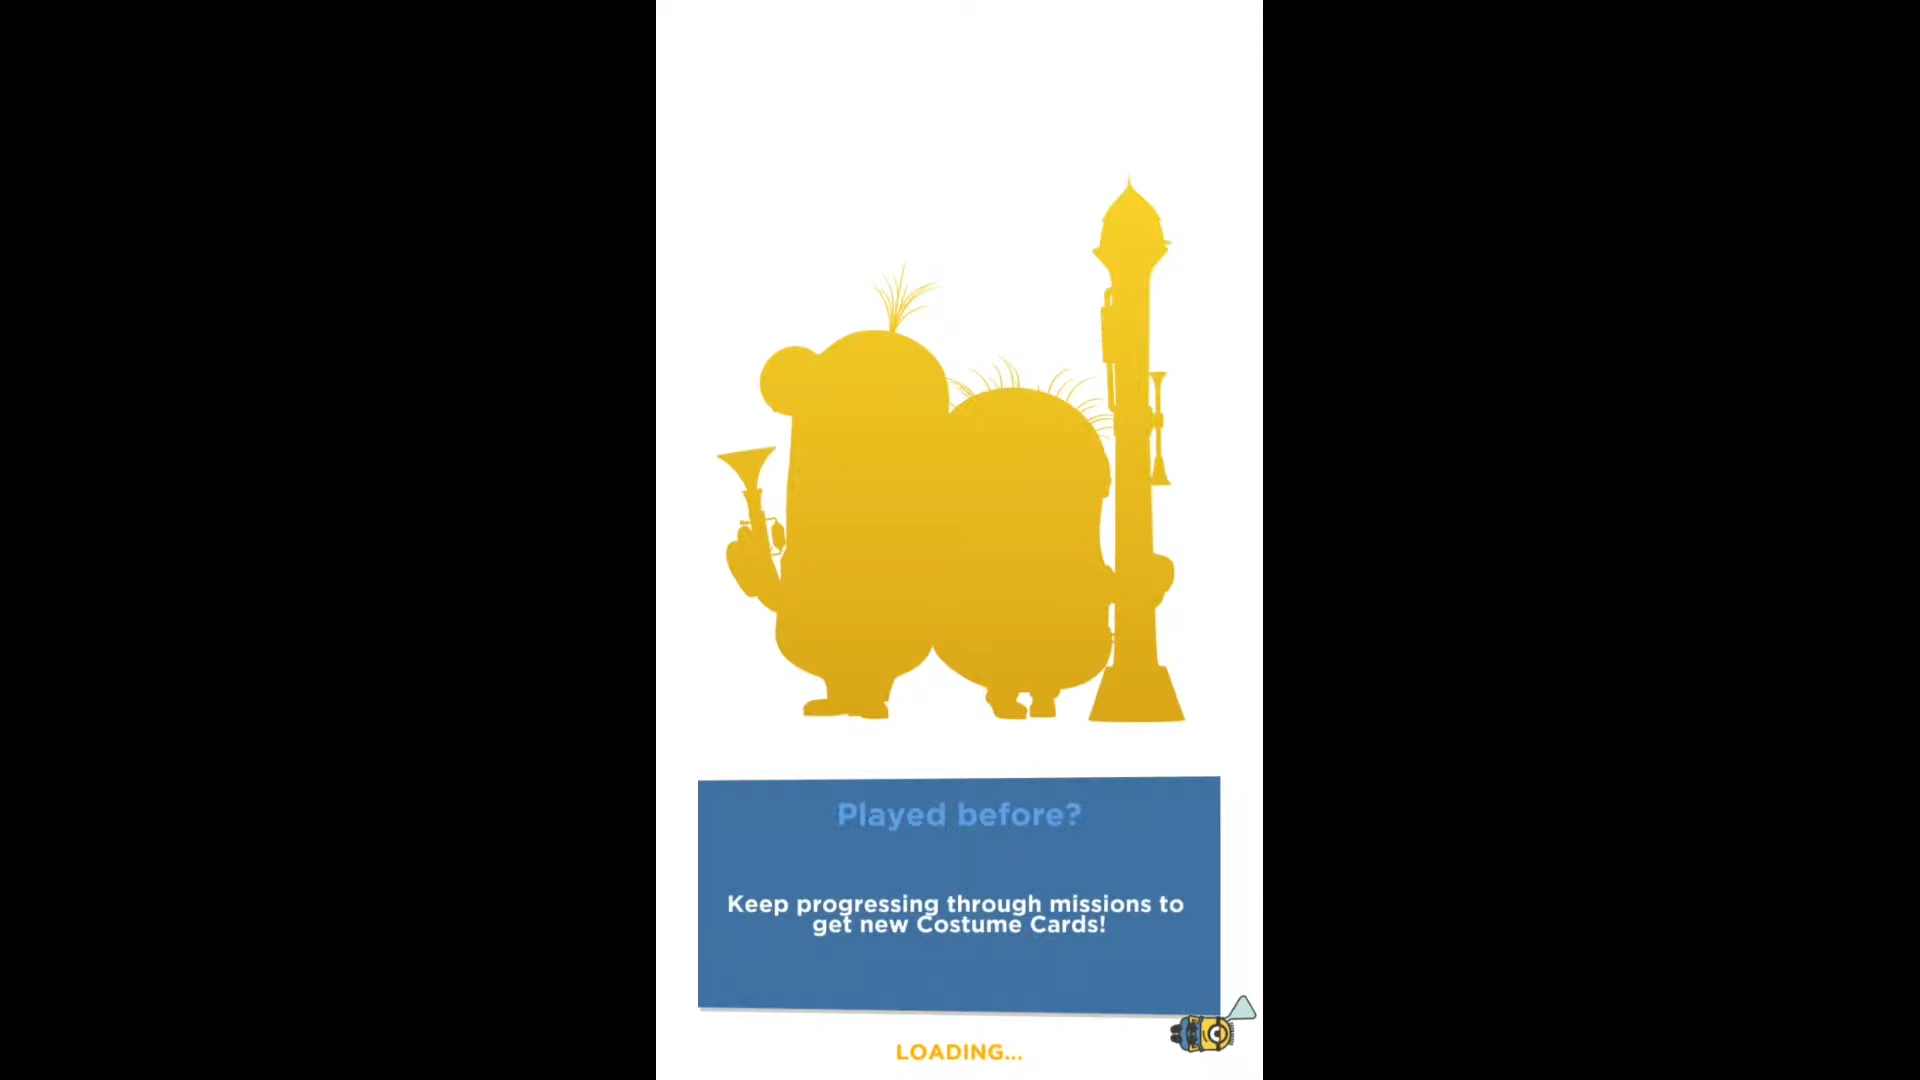 Played before?
Keep progressing through missions to
get new Costume Cards!
LOADING...